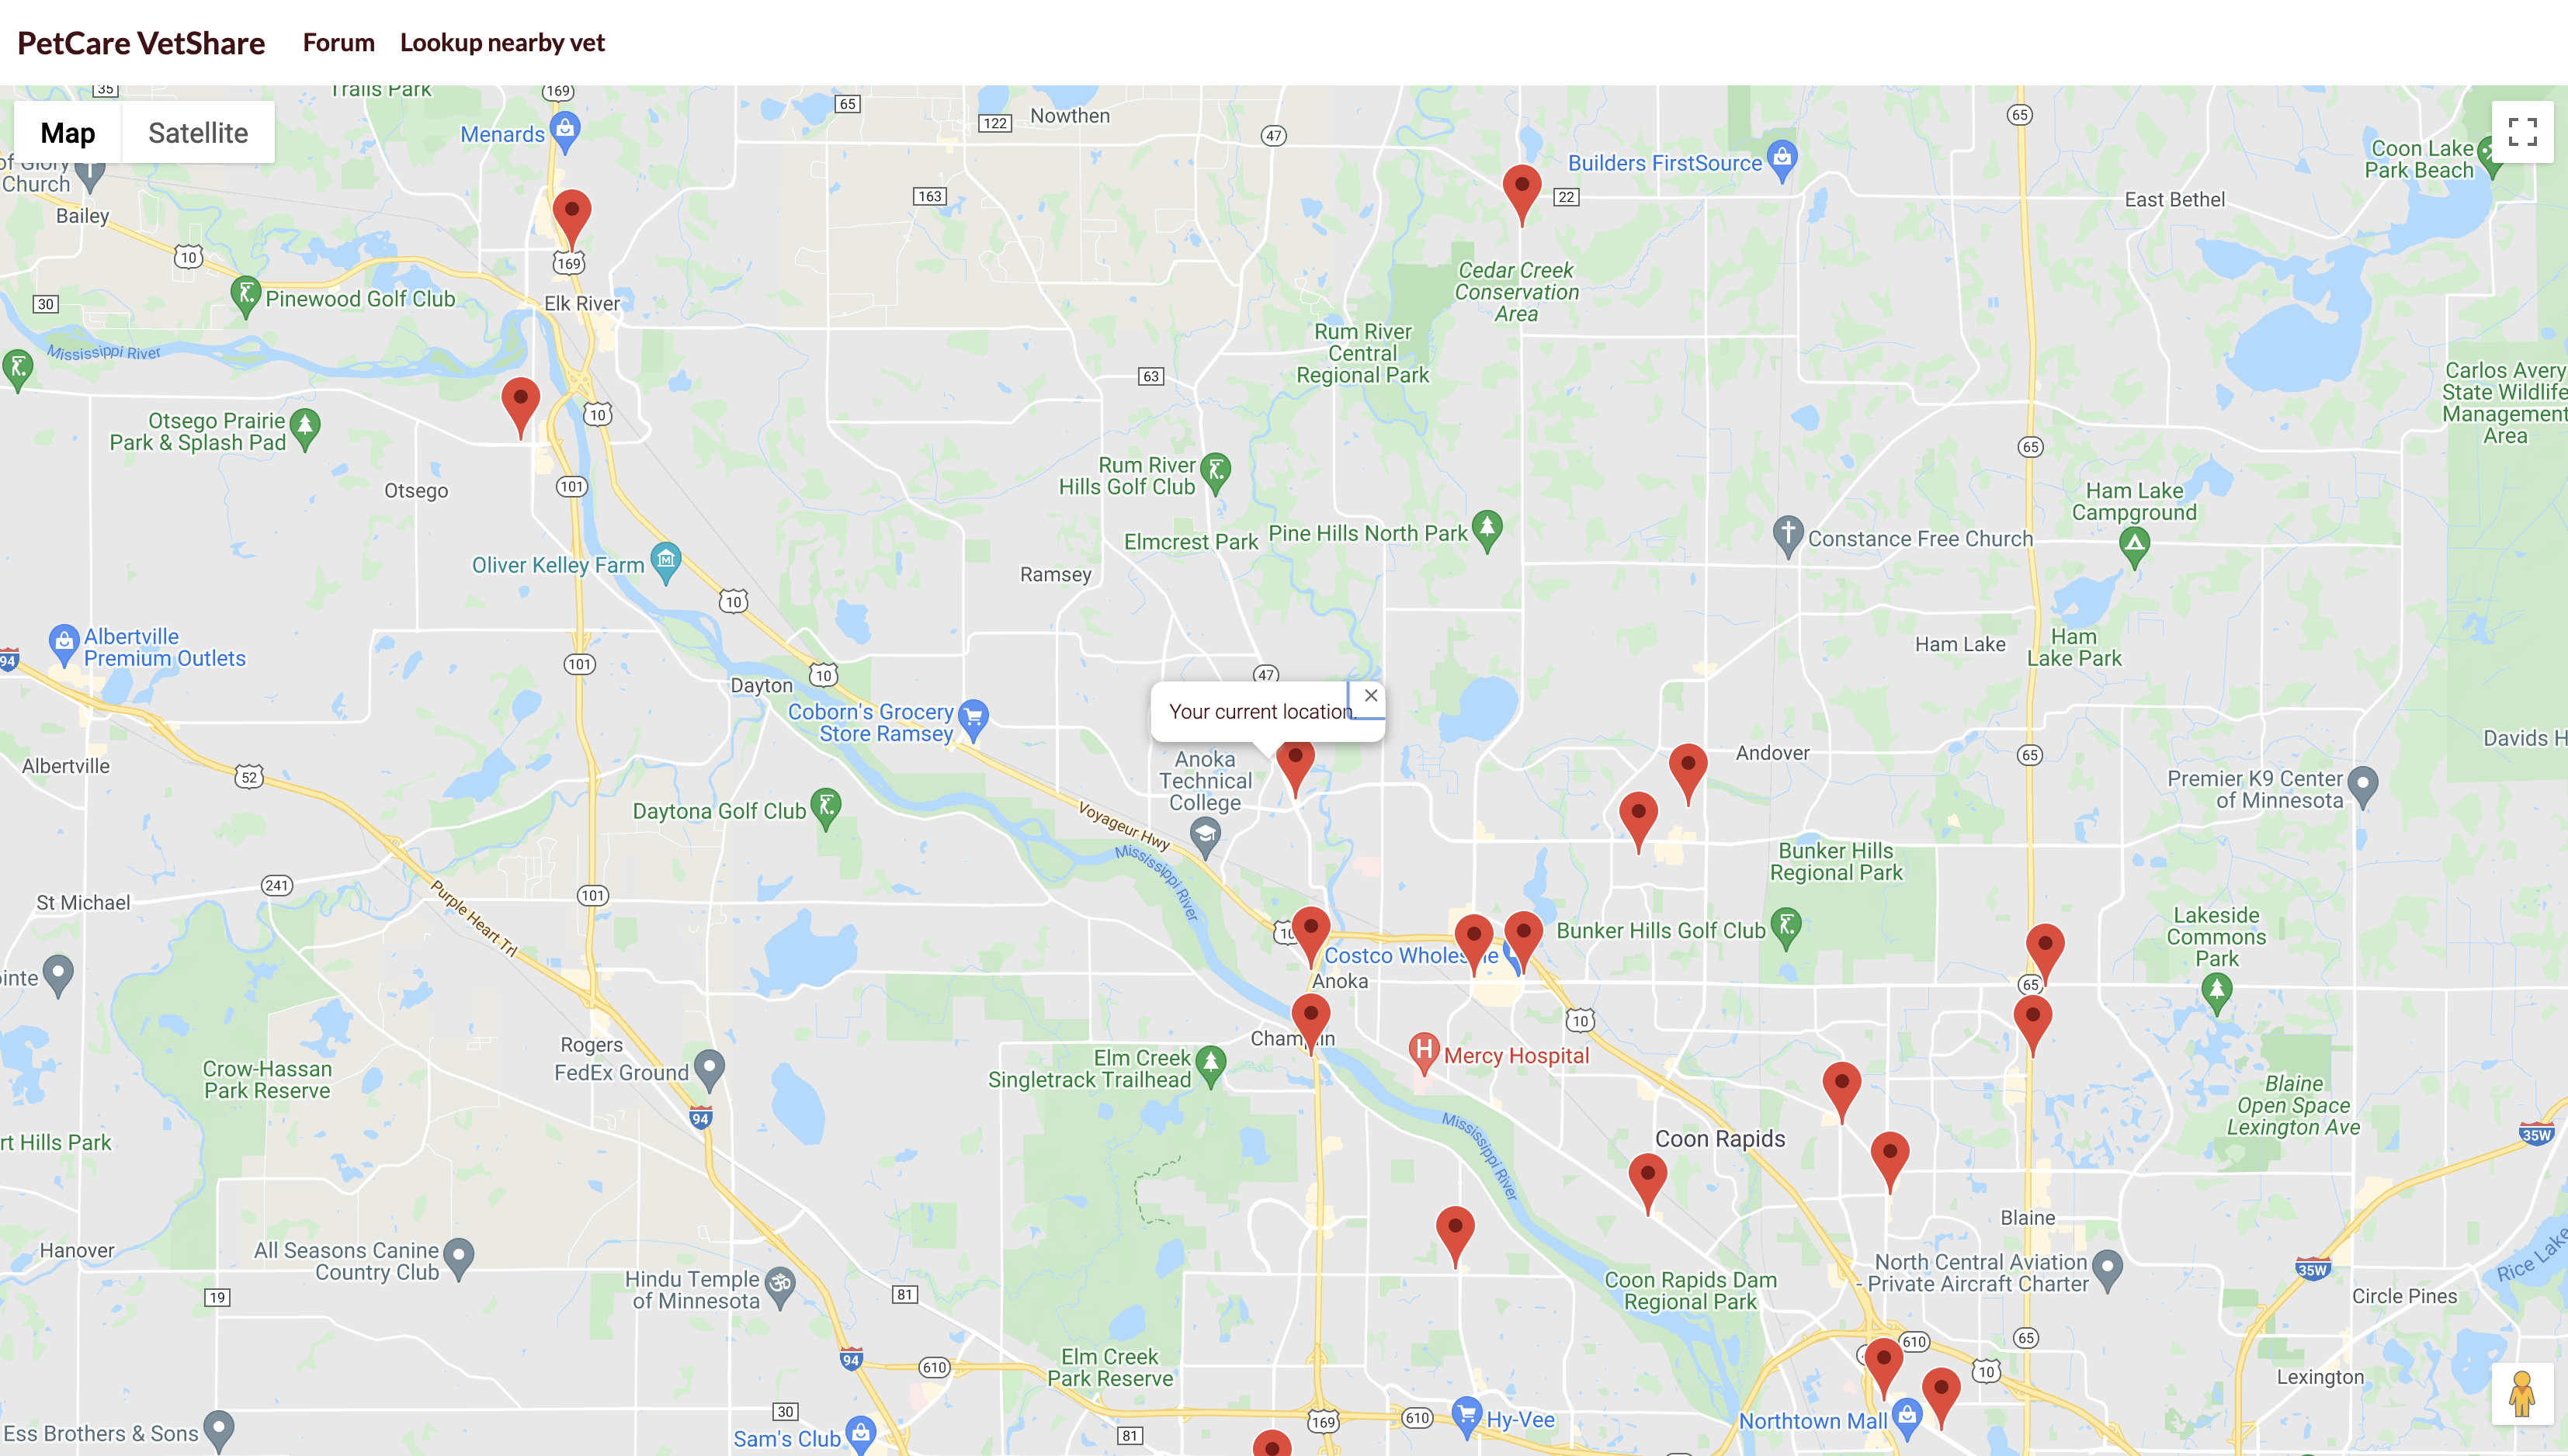 PetCare VetShare Forum Lookup nearby vet
35
Trails Park
169
65
Nowthen
122
47
65
Map Satellite
Menards
Builders FirstSource
Coon Lake
Park Beach
of Glory
Church
Bailey
163
22
East Bethel
10
169
Cedar Creek
Conservation
Area
30
Pinewood Golf Club
Elk River
Mississippi River
Rum River
Central
Regional Park
63
Carlos Avery
State Wildlife
Management
Area
Otsego Prairie
Park & Splash Pad
10
65
Rum River
Hills Golf Club
Otsego
101
Ham Lake
Campground
Elmcrest Park
Pine Hills North Park
Constance Free Church
Oliver Kelley Farm
Ramsey
10
Albertville
Premium Outlets
94
101
Ham Lake
Ham
Lake Park
47
10
Dayton
Your current location.
Coborn's Grocery
Store Ramsey
Davids H
Albertville
52
Anoka
Technical
College
Andover
65
Premier K9 Center
of Minnesota
Daytona Golf Club
Voyageur Hwy
Mississippi River
Bunker Hills
Regional Park
241
101
St Michael
Purple Heart Trl
10
Costco Wholesale
Bunker Hills Golf Club
Lakeside
Commons
Park
ointe
Anoka
65
10
Rogers
FedEx Ground
Champlin
Elm Creek
Singletrack Trailhead
Mercy Hospital
Crow-Hassan
Park Reserve
94
Blaine
Open Space
Lexington Ave
35W
rt Hills Park
Mississippi River
Coon Rapids
Blaine
Hanover
All Seasons Canine
Country Club
Hindu Temple
of Minnesota
North Central Aviation
- Private Aircraft Charter
35W
Rice Lake
19
81
Coon Rapids Dam
Regional Park
Circle Pines
94
610
Elm Creek
Park Reserve
610
65
10
Lexington
30
169
610
Hy-Vee
Northtown Mall
Ess Brothers & Sons
Sam's Club
81